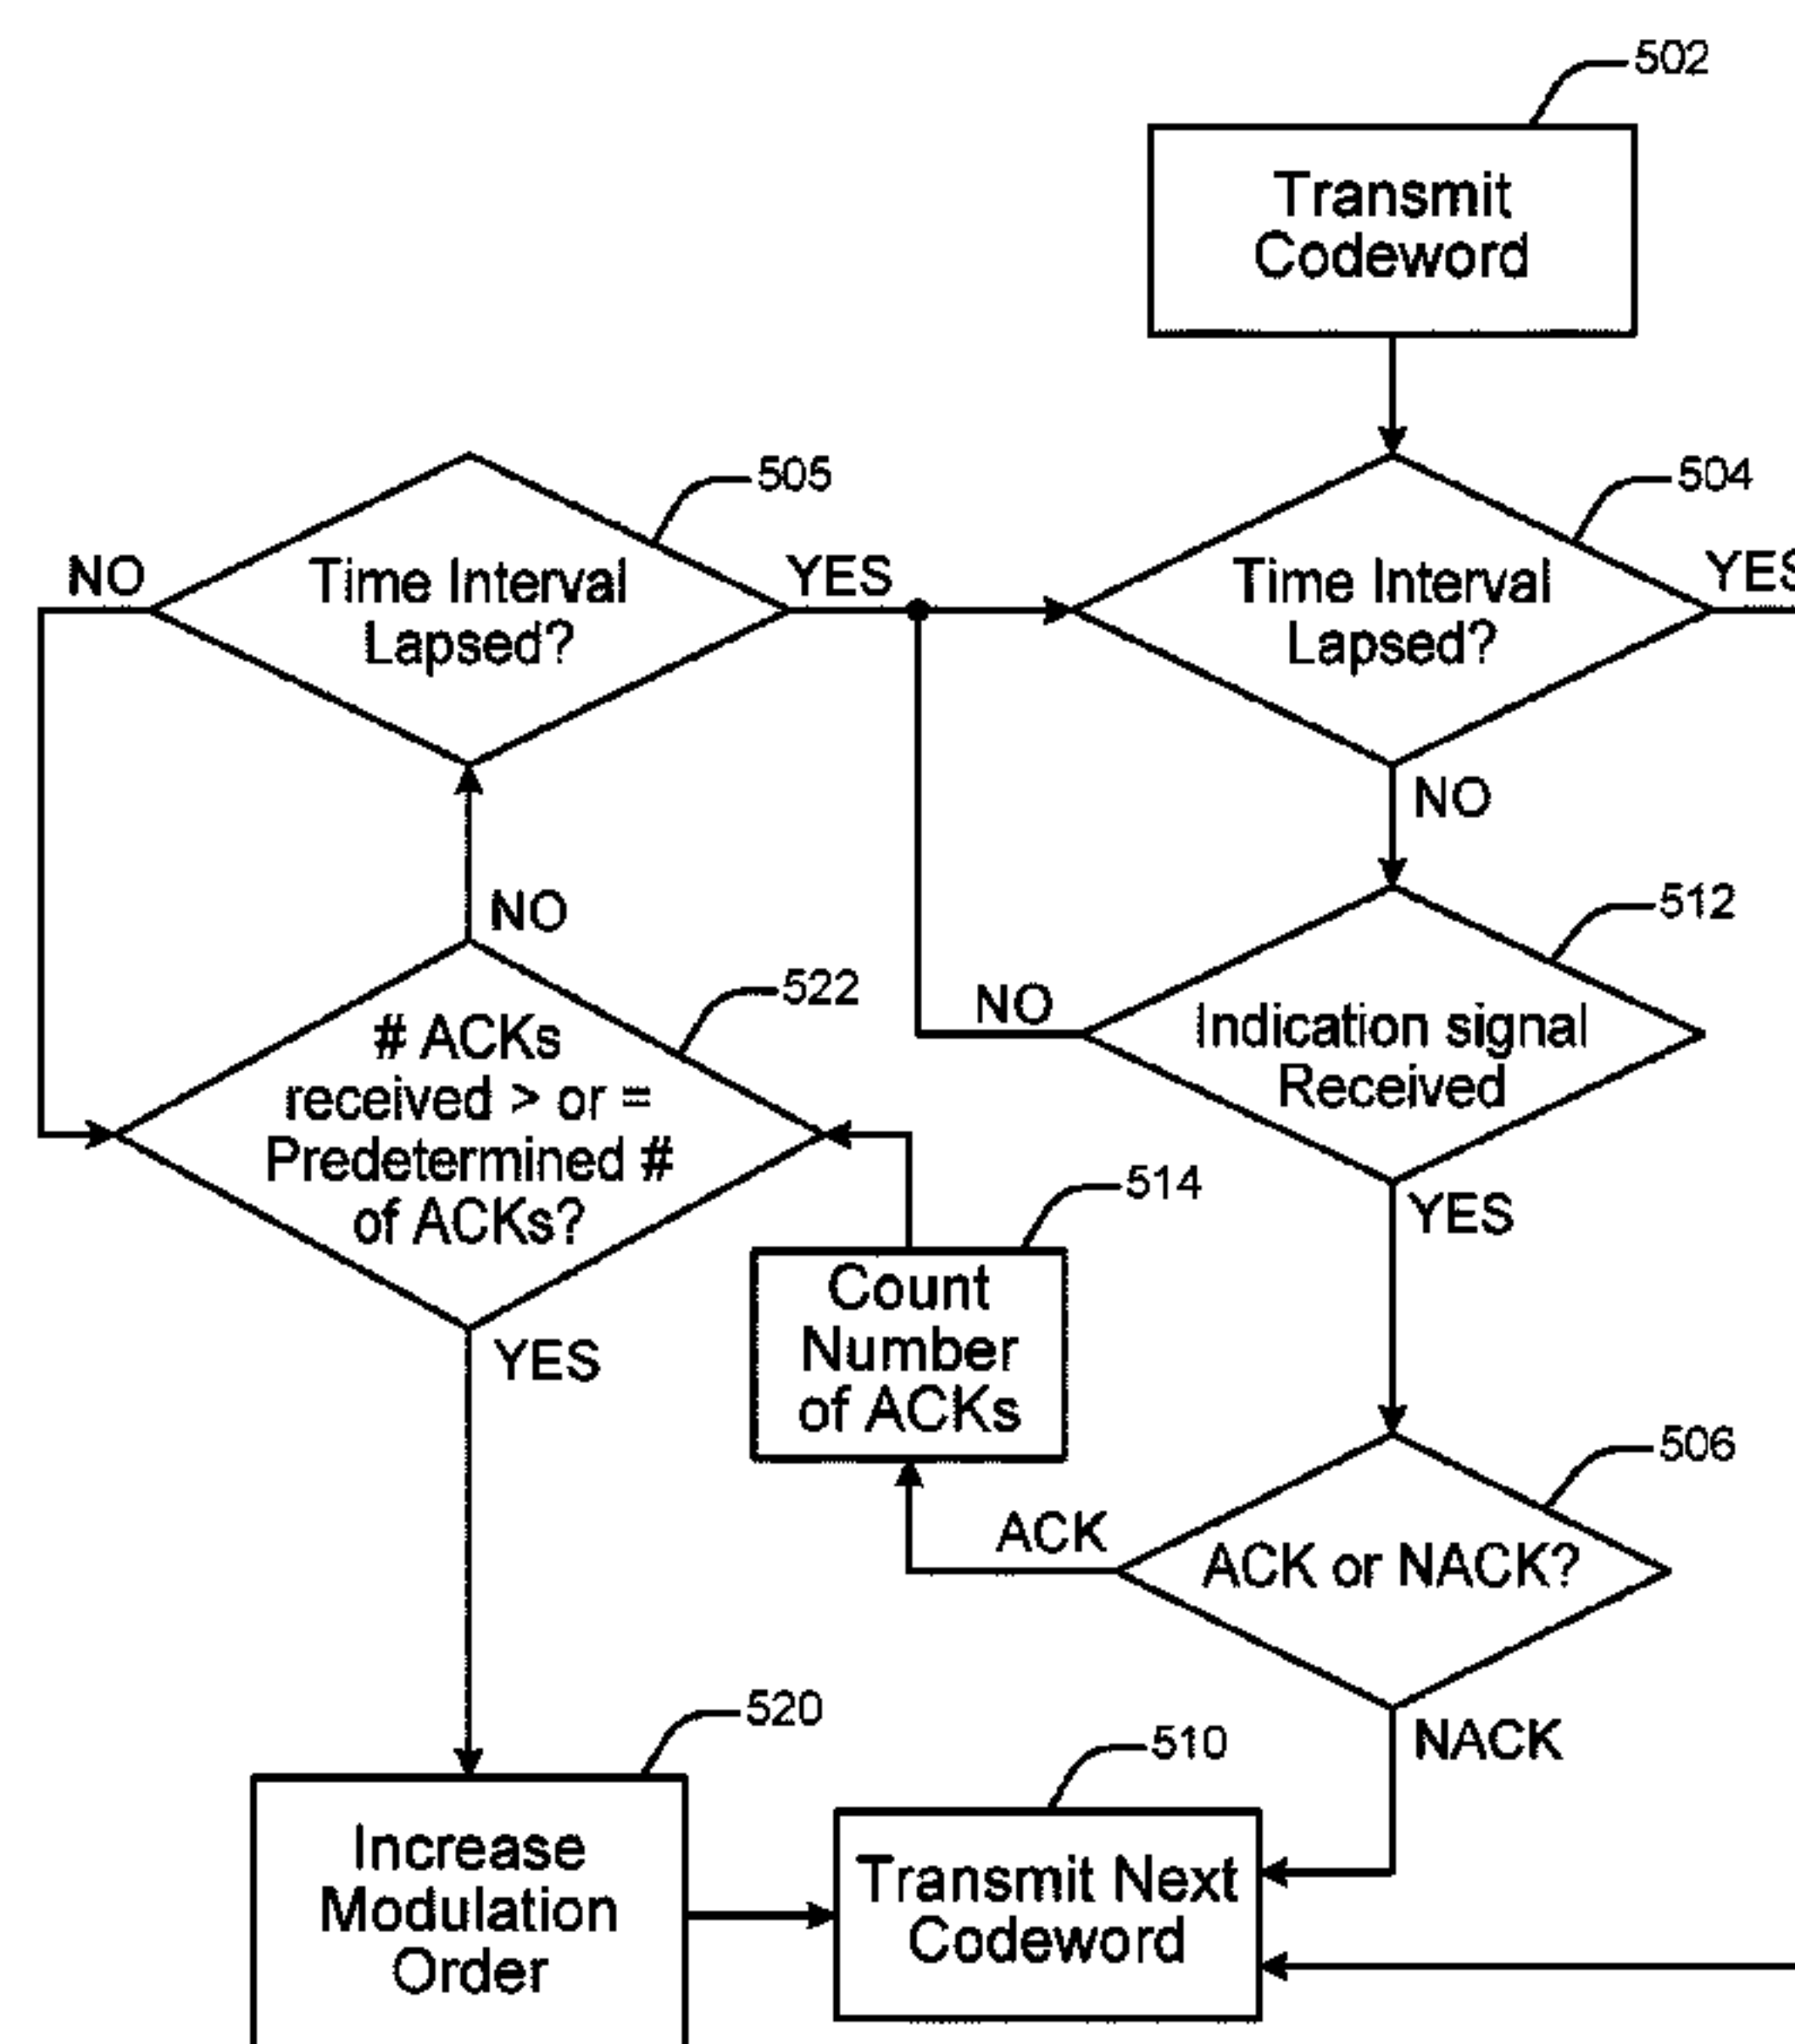 502
Transmit
Codeword
505
504
NO
Time Interval
Lapsed?
YES
Time Interval
Lapsed?
YES
NO
NO
522
512
# ACKs
received > or =
Predetermined #
of ACKs?
NO
Indication signal
Received
514
YES
Count
Number
of ACKs
YES
506
ACK
ACK or NACK?
520
510
NACK
Increase
Modulation
Order
Transmit Next
Codeword